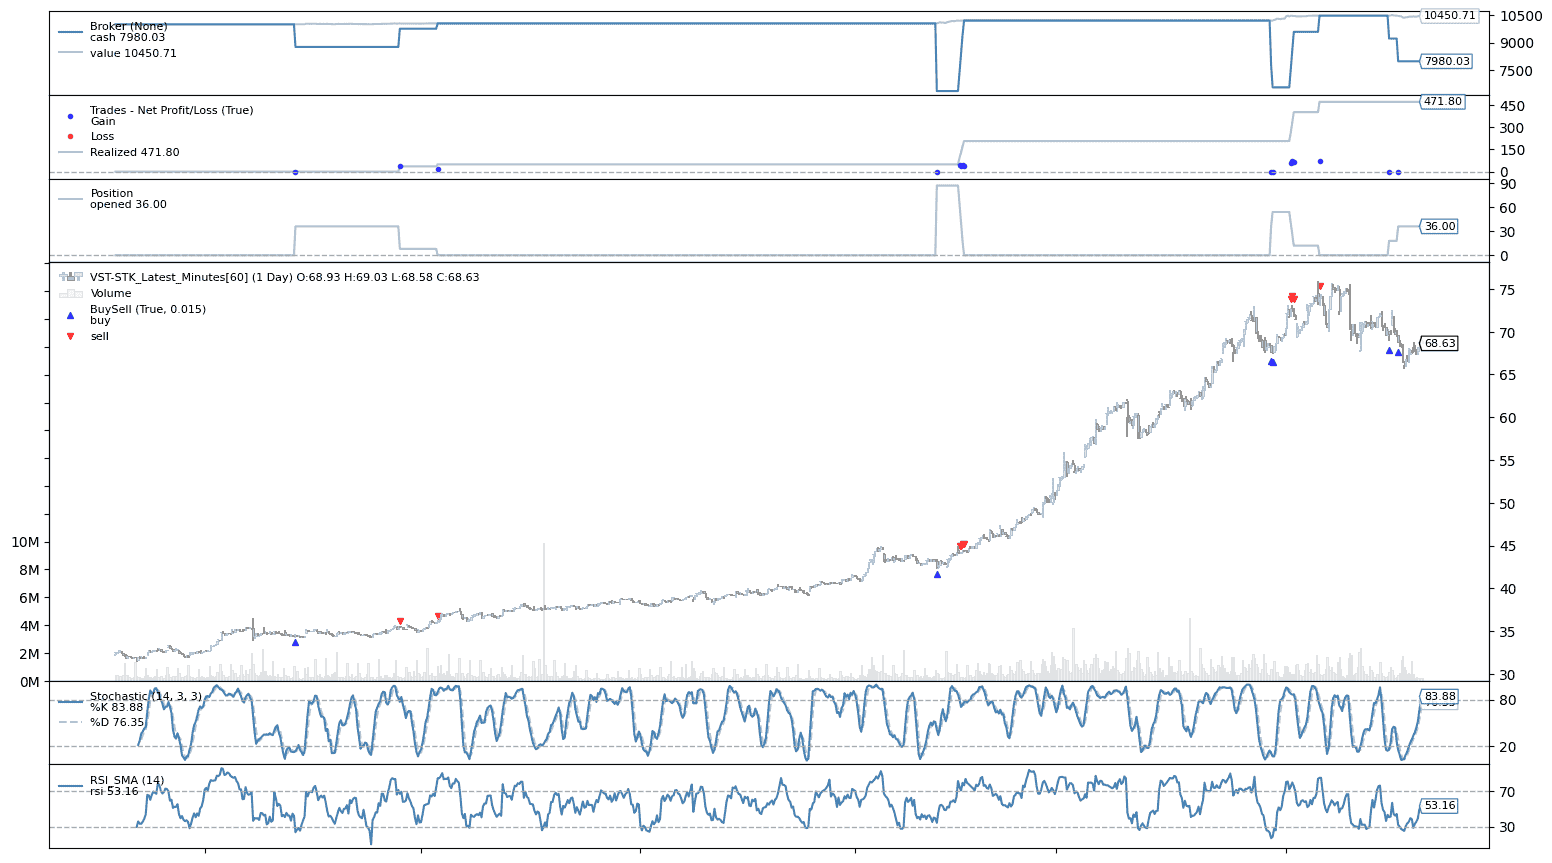 Broker (None)
cash 7980.03
value 10450.71
10450.71
7980.03
10500
9000
7500
Trades - Net Profit/Loss (True)
Gain
Loss
Realized 471.80
471.80
450
300
150
0
Position
opened 36.00
36.00
90
60
30
0
VST-STK_Latest_Minutes[60] (1 Day) O:68.93 H:69.03 L:68.58 C:68.63
Volume
BuySell (True, 0.015)
buy
sell
68.63
75
70
65
60
55
50
45
40
35
30
10M
8M
6M
4M
2M
0M
Stochastic (14, 3, 3)
%K 83.88
%D 76.35
83.88
80
20
RSI_SMA (14)
rsi 53.16
53.16
70
30